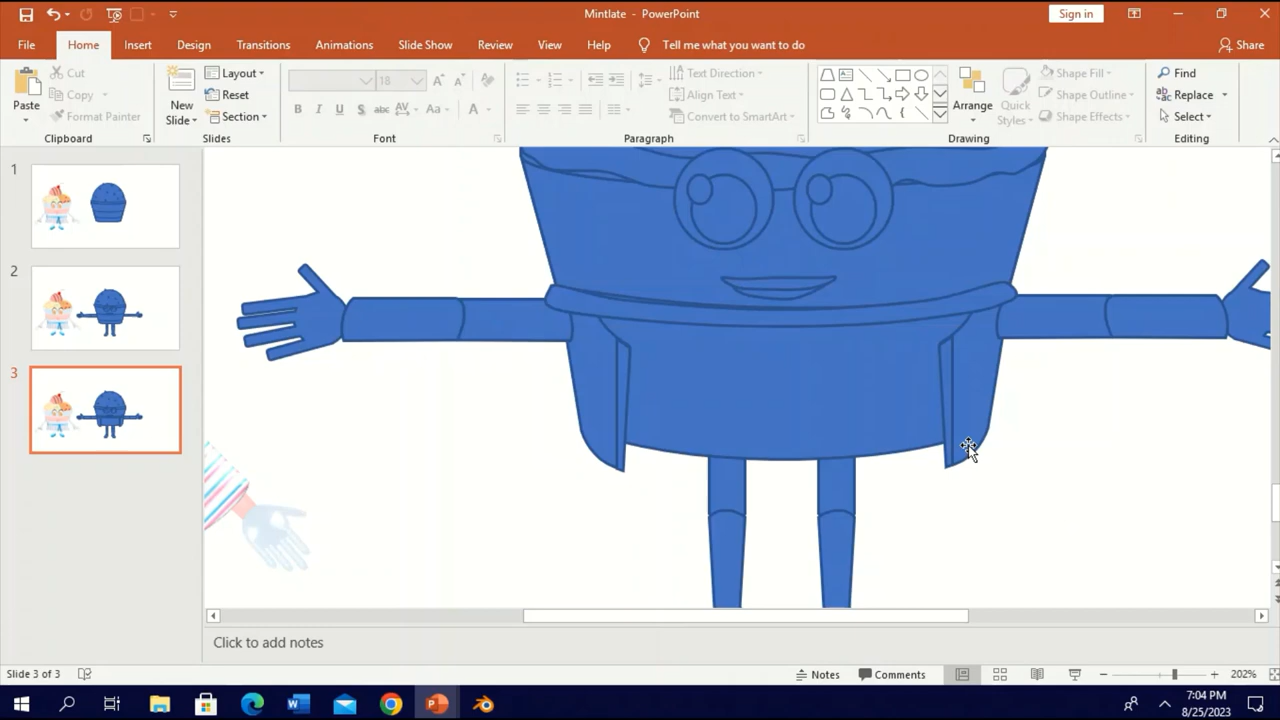 Mintlate - PowerPoint
Sign in
File Home Insert Design Transitions Animations Slide Show Review View Help Tell me what you want to do Share
Paste
Cut
Copy
Format Painter
Clipboard
New Slide
Layout
Reset
Section
Slides
18
B I U S abc AV Aa A
Font
Text Direction
Align Text
Convert to SmartArt
Paragraph
Arrange
Quick Styles
Shape Fill
Shape Outline
Shape Effects
Drawing
Find
Replace
Select
Editing
1
2
3
Click to add notes
Slide 3 of 3
Notes
Comments
202%
7:04 PM
8/25/2023